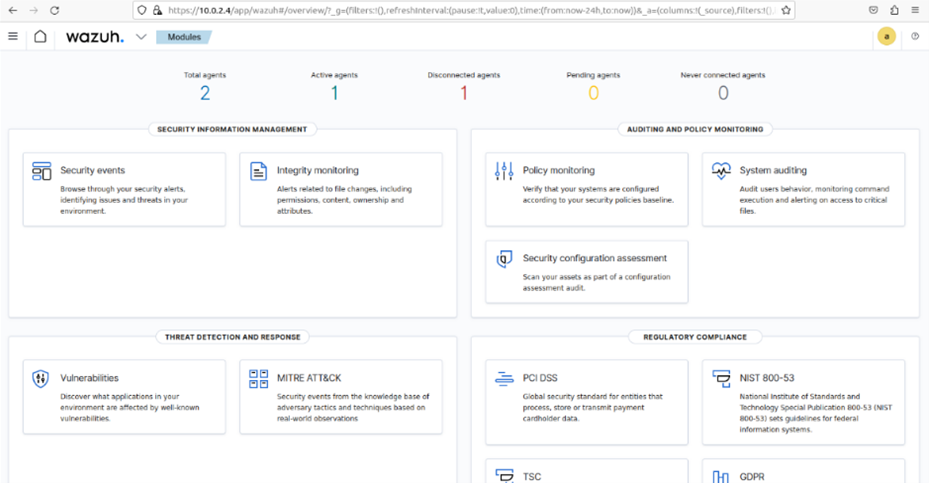 https://10.0.2.4/app/wazuh#/overview/?_g=(filters:!(),refreshInterval:(pause:!t,value:0),time:(from:now-24h,to:now))&_a=(columns:!(_source),filters:!(),
wazuh. Modules a
Total agents Active agents Disconnected agents Pending agents Never connected agents
2 1 1 0 0
SECURITY INFORMATION MANAGEMENT
Security events
Browse through your security alerts,
identifying issues and threats in your
environment.
Integrity monitoring
Alerts related to file changes, including
permissions, content, ownership and
attributes.
AUDITING AND POLICY MONITORING
Policy monitoring
Verify that your systems are configured
according to your security policies baseline.
System auditing
Audit users behavior, monitoring command
execution and alerting on access to critical
files.
Security configuration assessment
Scan your assets as part of a configuration
assessment audit.
THREAT DETECTION AND RESPONSE
Vulnerabilities
Discover what applications in your
environment are affected by well-known
vulnerabilities.
MITRE ATT&CK
Security events from the knowledge base of
adversary tactics and techniques based on
real-world observations
REGULATORY COMPLIANCE
PCI DSS
Global security standard for entities that
process, store or transmit payment
cardholder data.
NIST 800-53
National Institute of Standards and
Technology Special Publication 800-53 (NIST
800-53) sets guidelines for federal
information systems.
TSC
GDPR